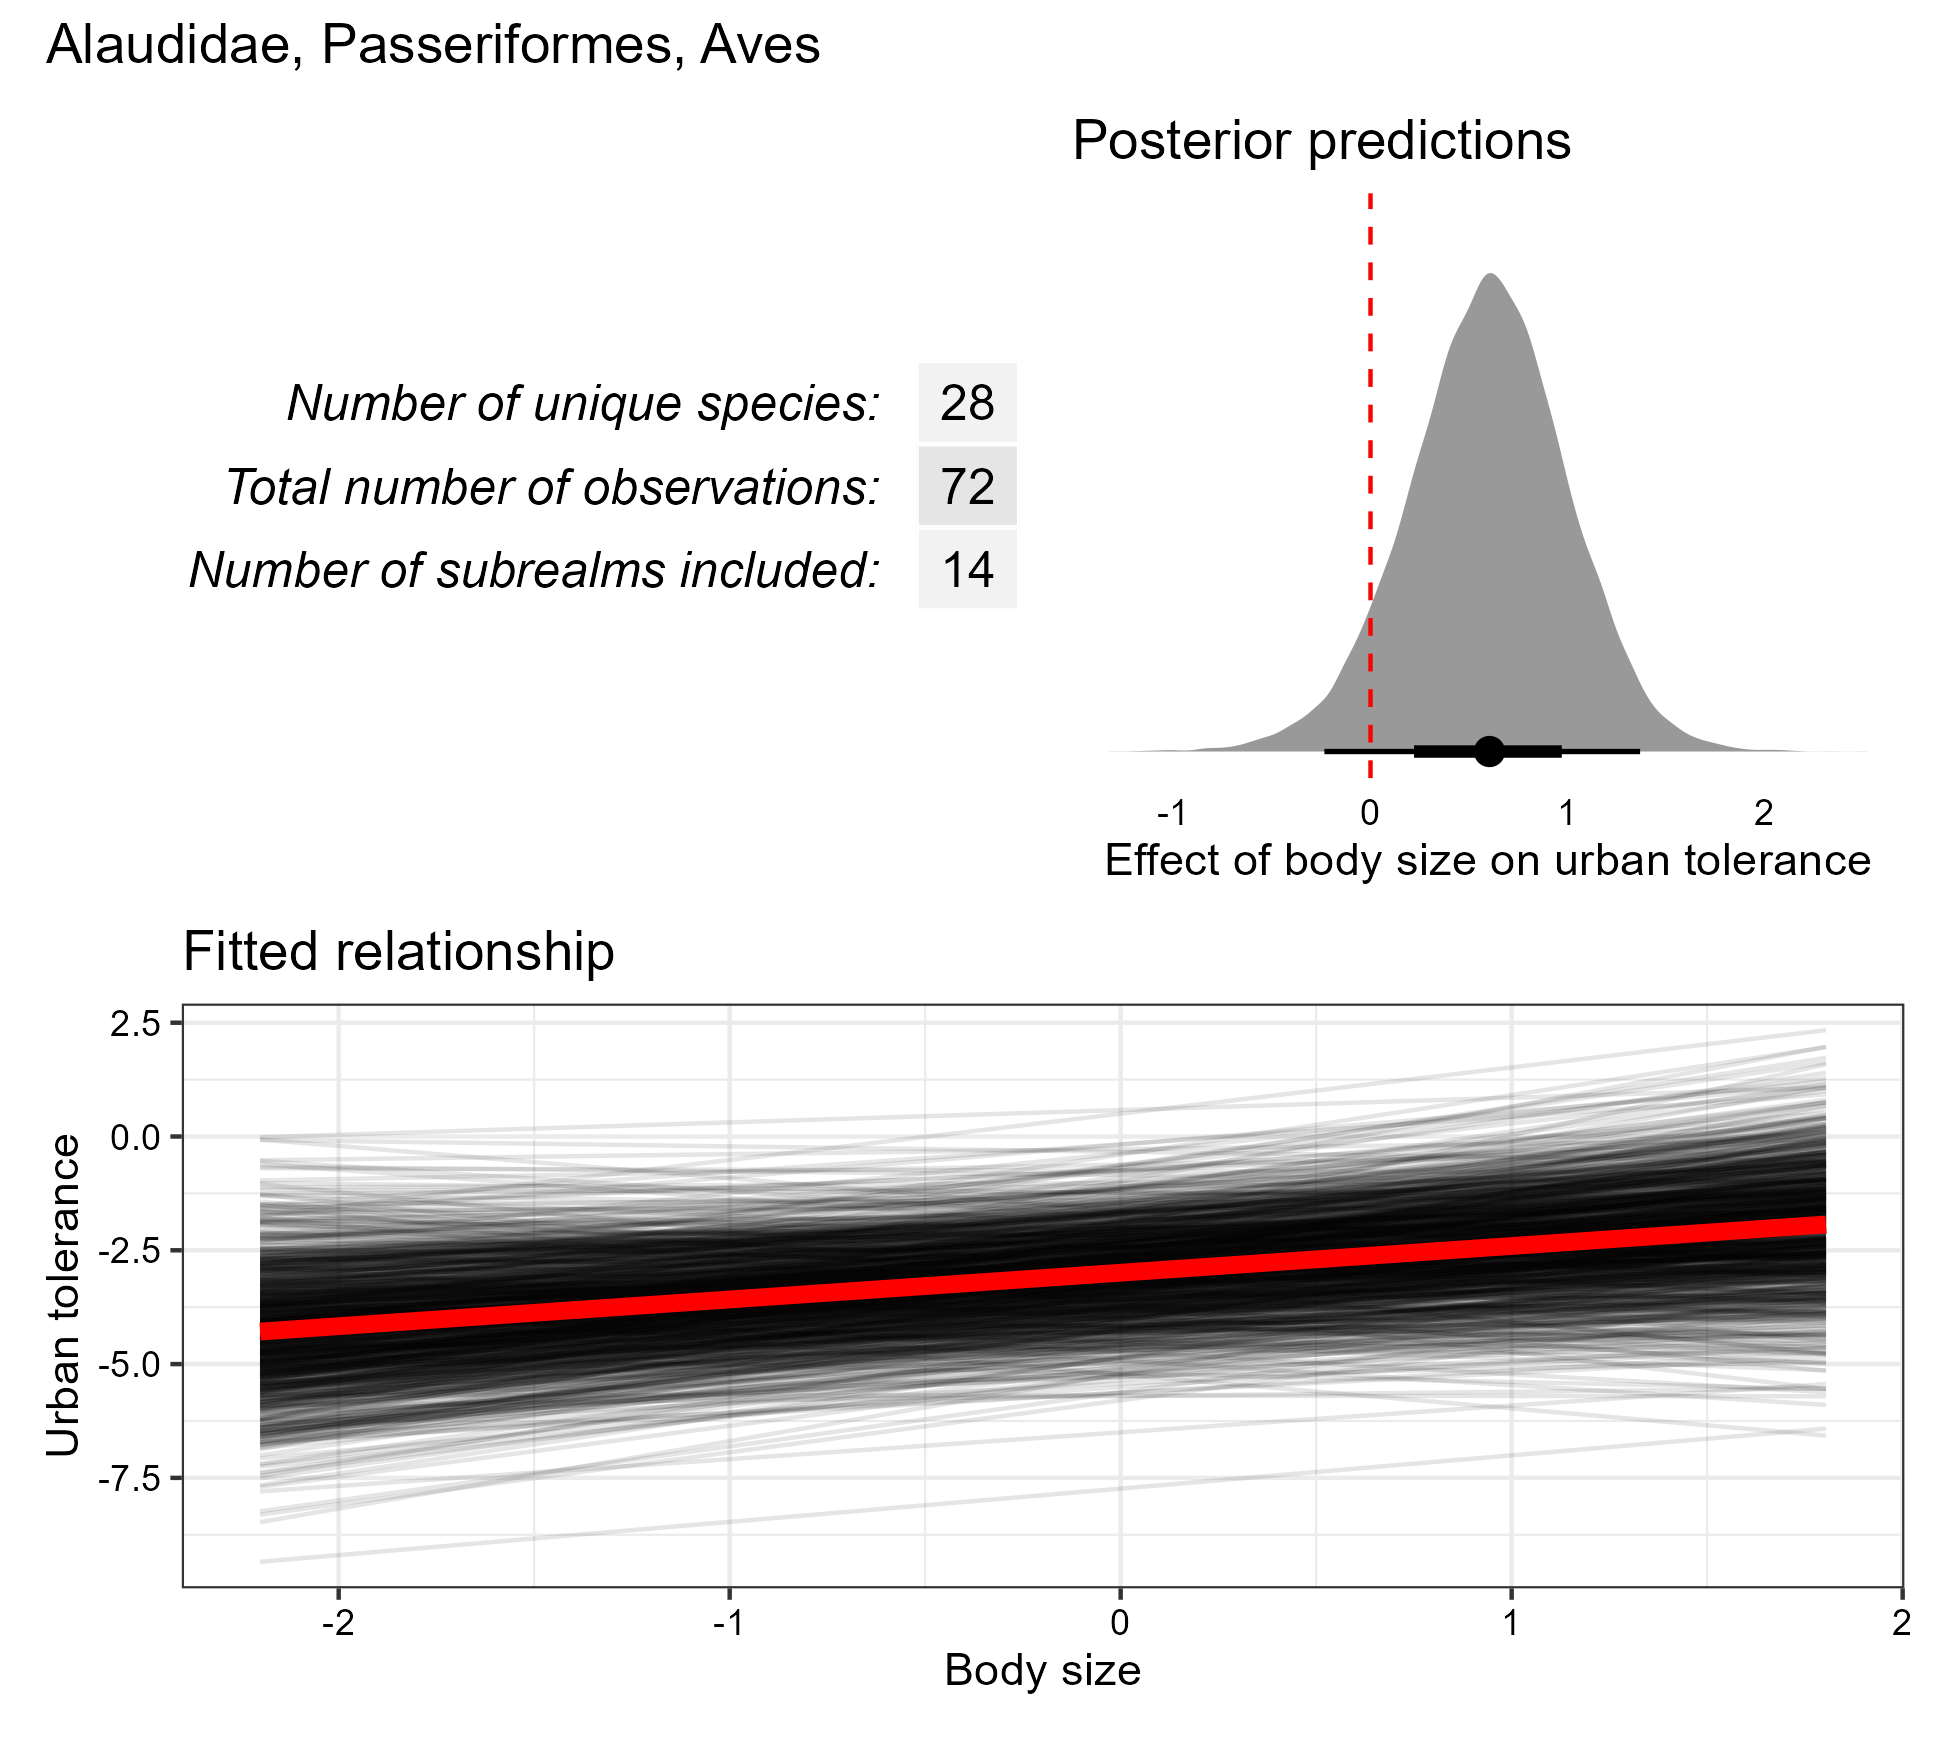 Alaudidae, Passeriformes, Aves
Posterior predictions
Number of unique species: 28
Total number of observations: 72
Number of subrealms included: 14
-1 0 1 2
Effect of body size on urban tolerance
Fitted relationship
Urban tolerance
2.5
0.0
-2.5
-5.0
-7.5
-2 -1 0 1 2
Body size